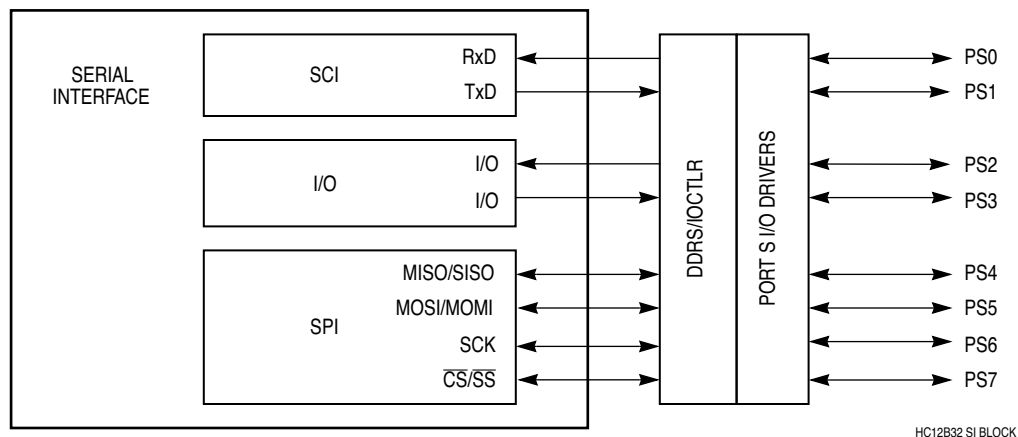 SERIAL
INTERFACE
SCI
RxD
TxD
I/O
I/O
I/O
SPI
MISO/SISO
MOSI/MOMI
SCK
CS/SS
DDRS/IOCTLR
PORT S I/O DRIVERS
PS0
PS1
PS2
PS3
PS4
PS5
PS6
PS7
HC12B32 SI BLOCK